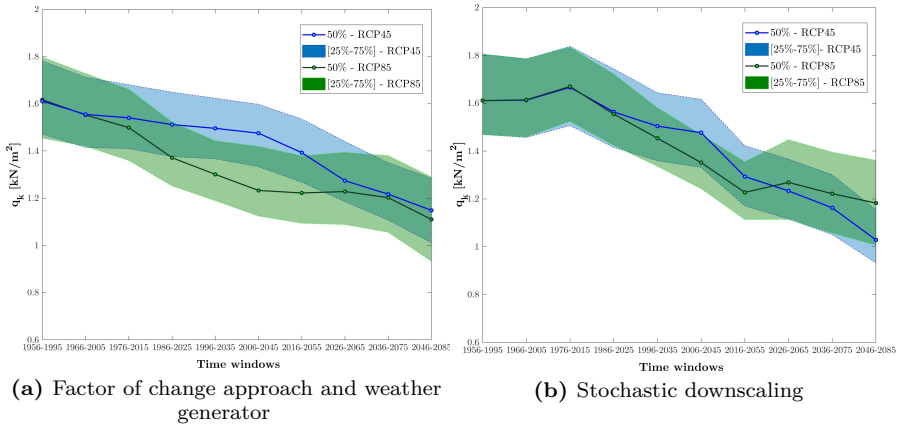 2
1.8
1.6
1.4
1.2
1
0.8
0.6
q_k [kN/m²]
50% - RCP45
[25%-75%] - RCP45
50% - RCP85
[25%-75%] - RCP85
1956-1995 1966-2005 1976-2015 1986-2025 1996-2035 2006-2045 2016-2055 2026-2065 2036-2075 2046-2085
Time windows
(a) Factor of change approach and weather
generator
2
1.8
1.6
1.4
1.2
1
0.8
0.6
q_k [kN/m²]
50% - RCP45
[25%-75%]- RCP45
50% - RCP85
[25%-75%] - RCP85
1956-1995 1966-2005 1976-2015 1986-2025 1996-2035 2006-2045 2016-2055 2026-2065 2036-2075 2046-2085
Time windows
(b) Stochastic downscaling